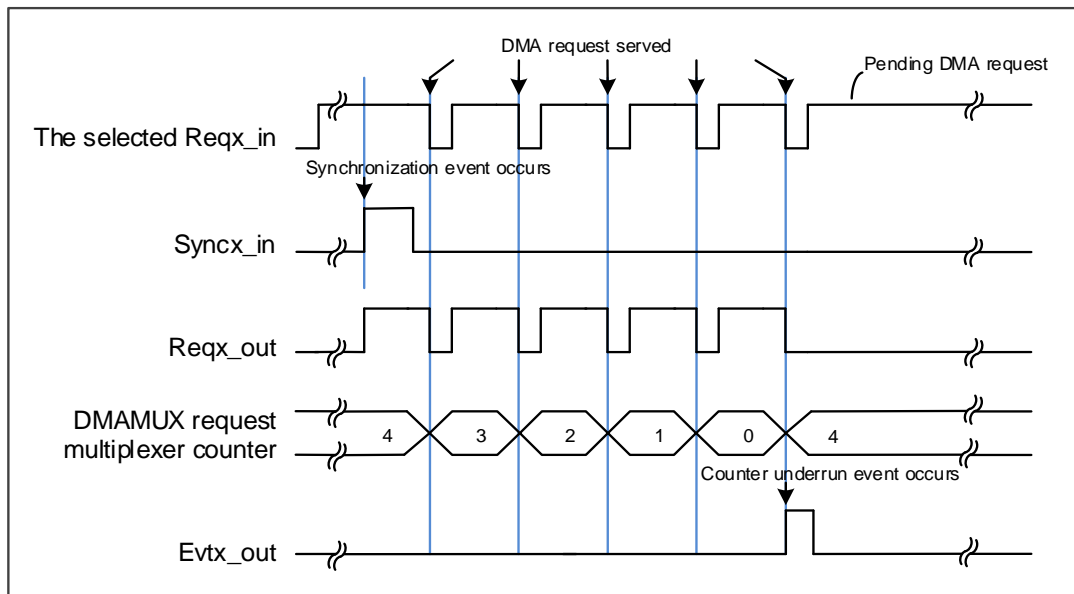 DMA request served
Pending DMA request
The selected Reqx_in
Synchronization event occurs
Syncx_in
Reqx_out
DMAMUX request
multiplexer counter
4 3 2 1 0 4
Counter underrun event occurs
Evtx_out